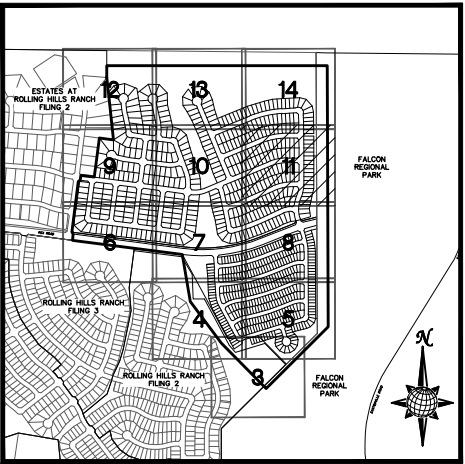 12
13
14
ESTATES AT
ROLLING HILLS RANCH
FILING 2
9
10
11
FALCON
REGIONAL
PARK
6
7
8
ROLLING HILLS RANCH
FILING 3
4
5
N
ROLLING HILLS RANCH
FILING 2
3
FALCON
REGIONAL
PARK